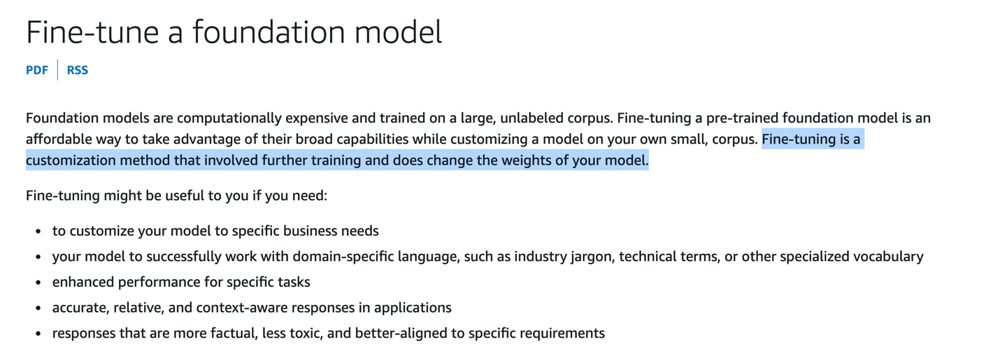 Fine-tune a foundation model
PDF | RSS
Foundation models are computationally expensive and trained on a large, unlabeled corpus. Fine-tuning a pre-trained foundation model is an
affordable way to take advantage of their broad capabilities while customizing a model on your own small, corpus. Fine-tuning is a
customization method that involved further training and does change the weights of your model.
Fine-tuning might be useful to you if you need:
• to customize your model to specific business needs
• your model to successfully work with domain-specific language, such as industry jargon, technical terms, or other specialized vocabulary
• enhanced performance for specific tasks
• accurate, relative, and context-aware responses in applications
• responses that are more factual, less toxic, and better-aligned to specific requirements